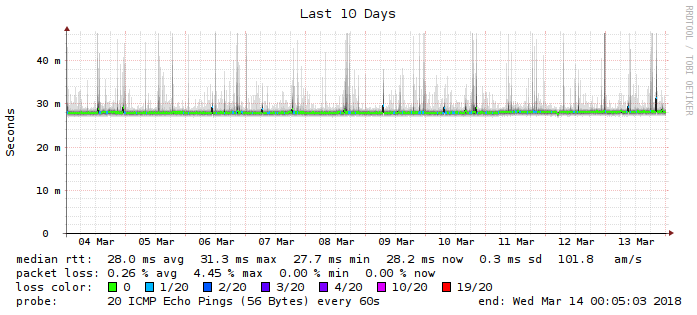 Last 10 Days
RRDTOOL / TOBI OETIKER
Seconds
40 m
30 m
20 m
10 m
0
04 Mar 05 Mar 06 Mar 07 Mar 08 Mar 09 Mar 10 Mar 11 Mar 12 Mar 13 Mar
median rtt: 28.0 ms avg 31.3 ms max 27.7 ms min 28.2 ms now 0.3 ms sd 101.8 am/s
packet loss: 0.26 % avg 4.45 % max 0.00 % min 0.00 % now
loss color: 0 1/20 2/20 3/20 4/20 10/20 19/20
probe: 20 ICMP Echo Pings (56 Bytes) every 60s end: Wed Mar 14 00:05:03 2018